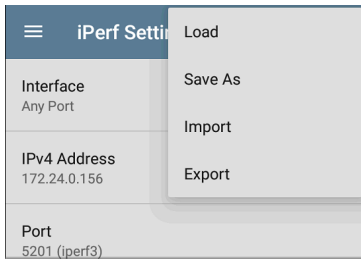 iPerf Setti
Load
Save As
Import
Export
Interface
Any Port
IPv4 Address
172.24.0.156
Port
5201 (iperf3)